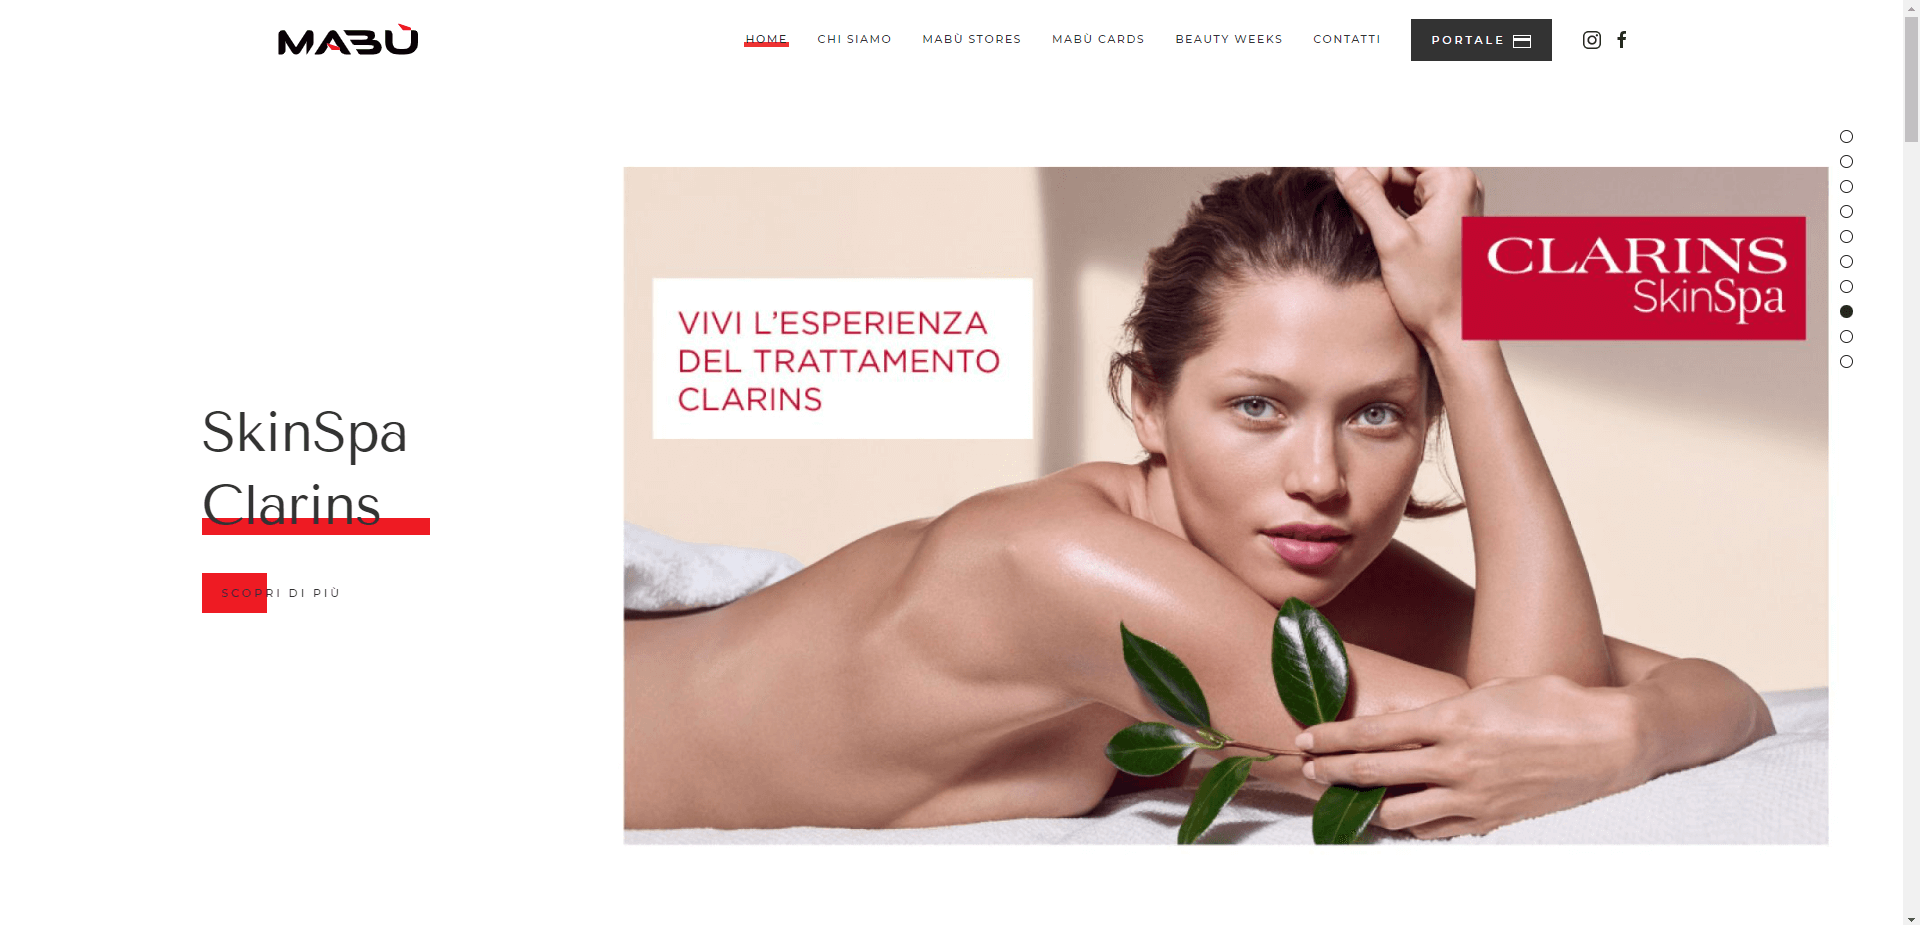 MABÙ
HOME
CHI SIAMO
MABÙ STORES
MABÙ CARDS
BEAUTY WEEKS
CONTATTI
PORTALE
SkinSpa
Clarins
SCOPRI DI PIÙ
VIVI L'ESPERIENZA
DEL TRATTAMENTO
CLARINS
CLARINS
SkinSpa